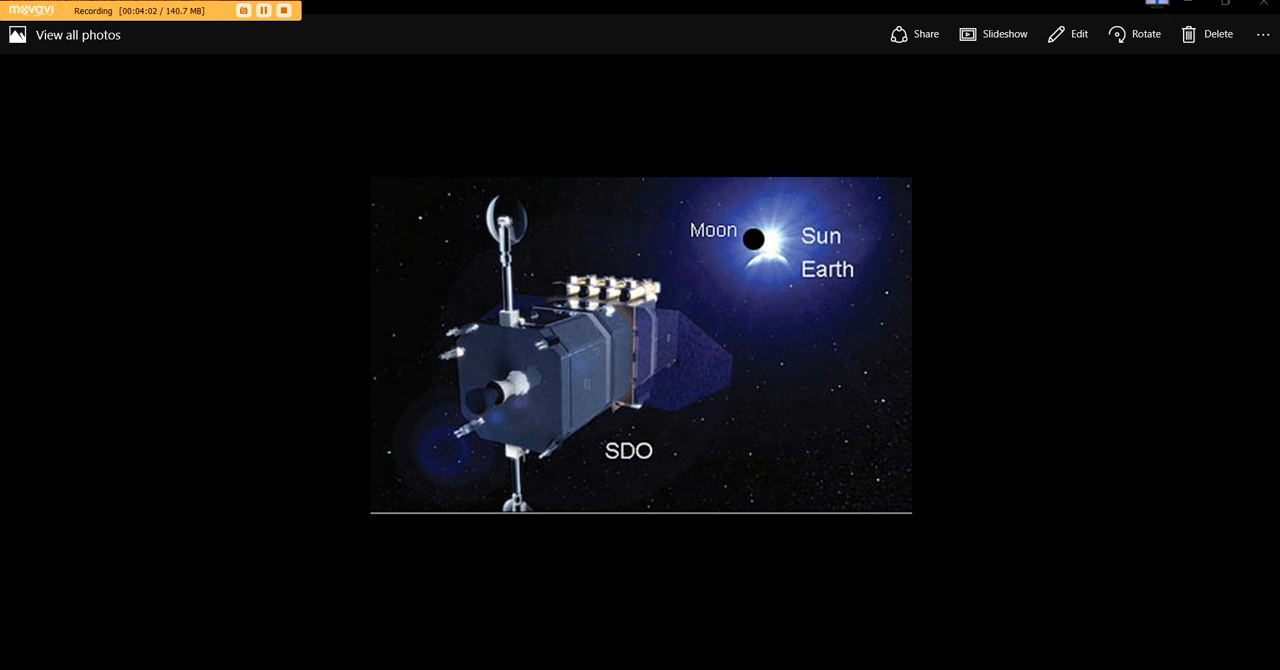 movavi Recording [00:04:02 / 140.7 MB]
View all photos Share Slideshow Edit Rotate Delete
Moon Sun
Earth
SDO